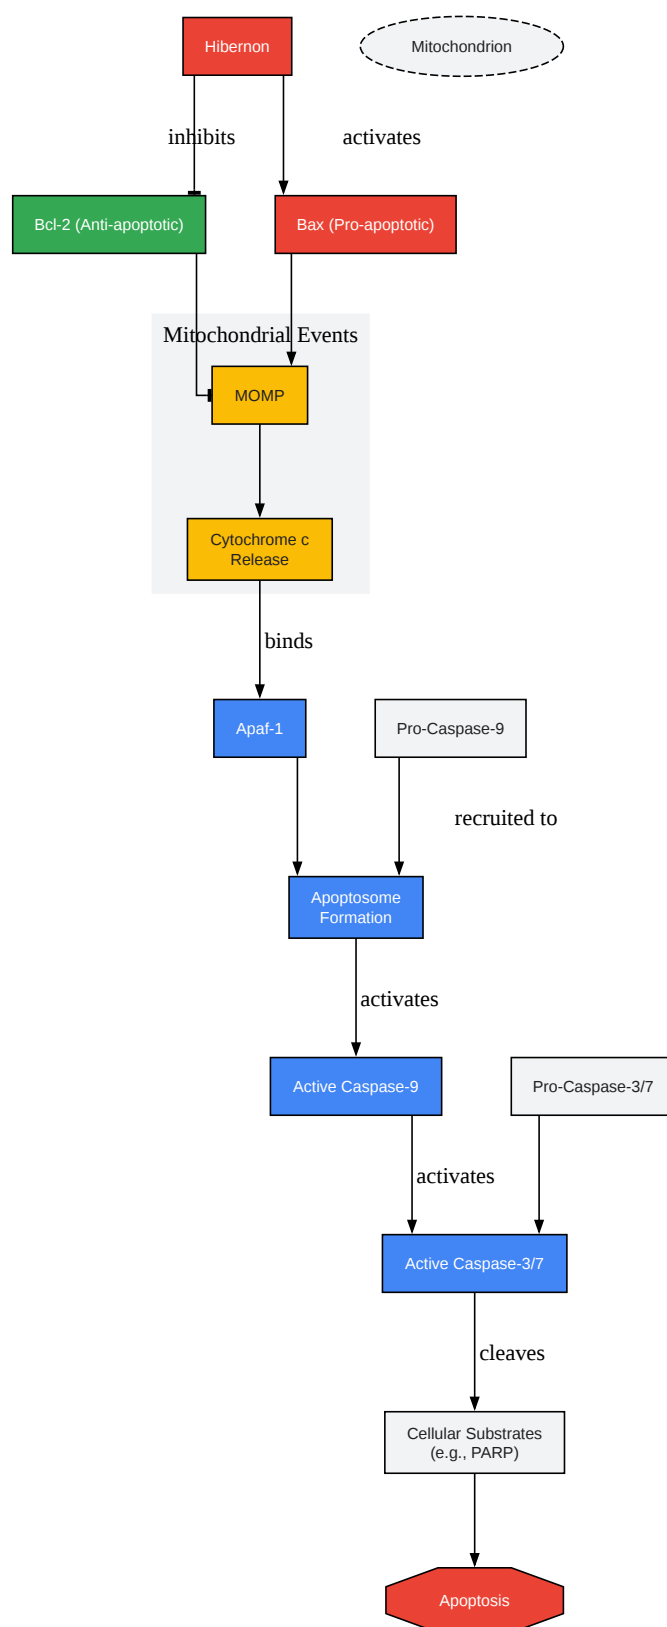 Hibernon
Mitochondrion
inhibits
activates
Bcl-2 (Anti-apoptotic)
Bax (Pro-apoptotic)
Mitochondrial Events
MOMP
Cytochrome c
Release
binds
Apaf-1
Pro-Caspase-9
recruited to
Apoptosome
Formation
activates
Active Caspase-9
Pro-Caspase-3/7
activates
Active Caspase-3/7
cleaves
Cellular Substrates
(e.g., PARP)
Apoptosis